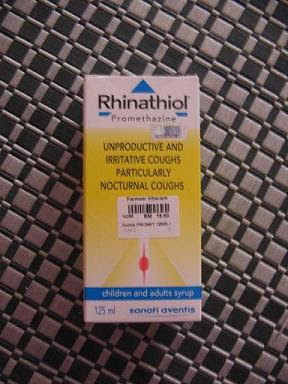 Rhinathiol
Promethazine
UNPRODUCTIVE AND
IRRITATIVE COUGHS
PARTICULARLY
NOCTURNAL COUGHS
Farmasi Vitacare
RM 16.80
children and adults syrup
125 ml sanofi aventis